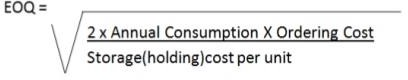 EOQ =
2 x Annual Consumption X Ordering Cost
Storage(holding)cost per unit